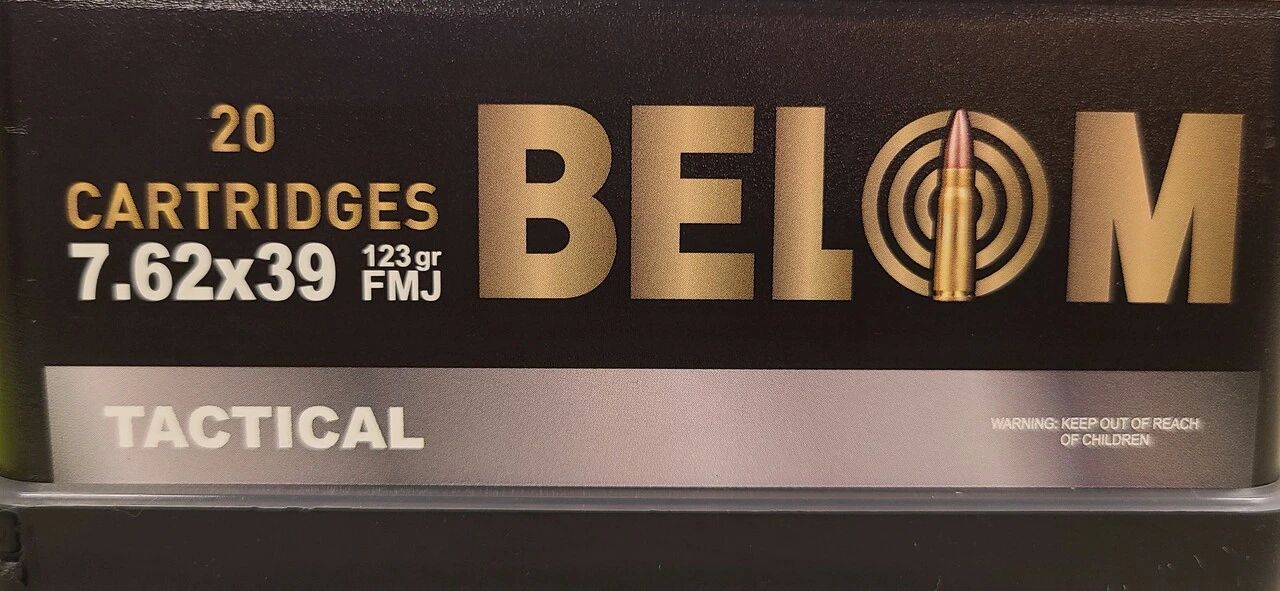 20
CARTRIDGES
7.62x39 123 gr FMJ
BELOM
TACTICAL
WARNING: KEEP OUT OF REACH
OF CHILDREN